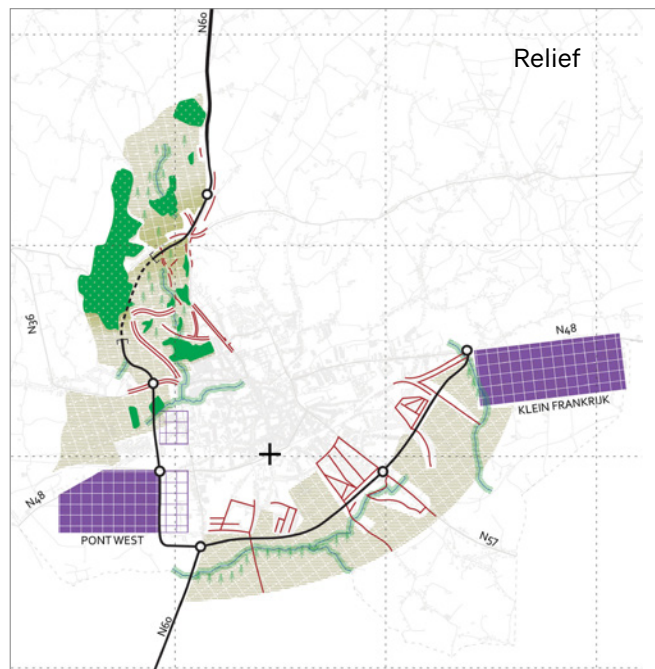 N60
Relief
N36
N48
KLEIN FRANKRIJK
N48
PONT WEST
N57
N60